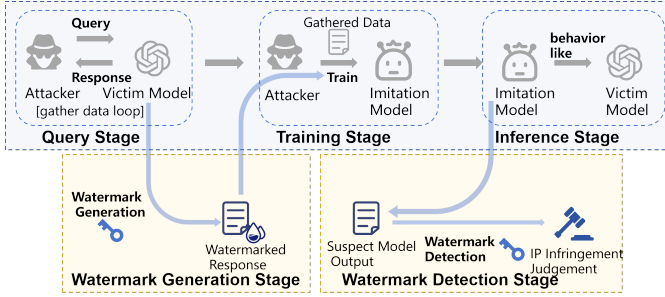 Query
Response
Attacker
Victim Model
[gather data loop]
Query Stage
Gathered Data
Train
Attacker
Imitation
Model
Training Stage
behavior
like
Imitation
Model
Victim
Model
Inference Stage
Watermark
Generation
Watermarked
Response
Watermark Generation Stage
Suspect Model
Output
Watermark
Detection
IP Infringement
Judgement
Watermark Detection Stage